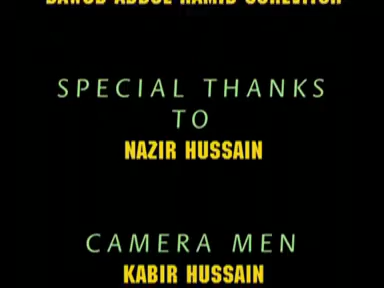 SPECIAL THANKS
TO
NAZIR HUSSAIN
CAMERA MEN
KABIR HUSSAIN